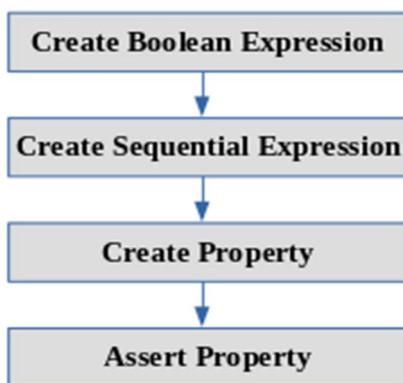 Create Boolean Expression
Create Sequential Expression
Create Property
Assert Property